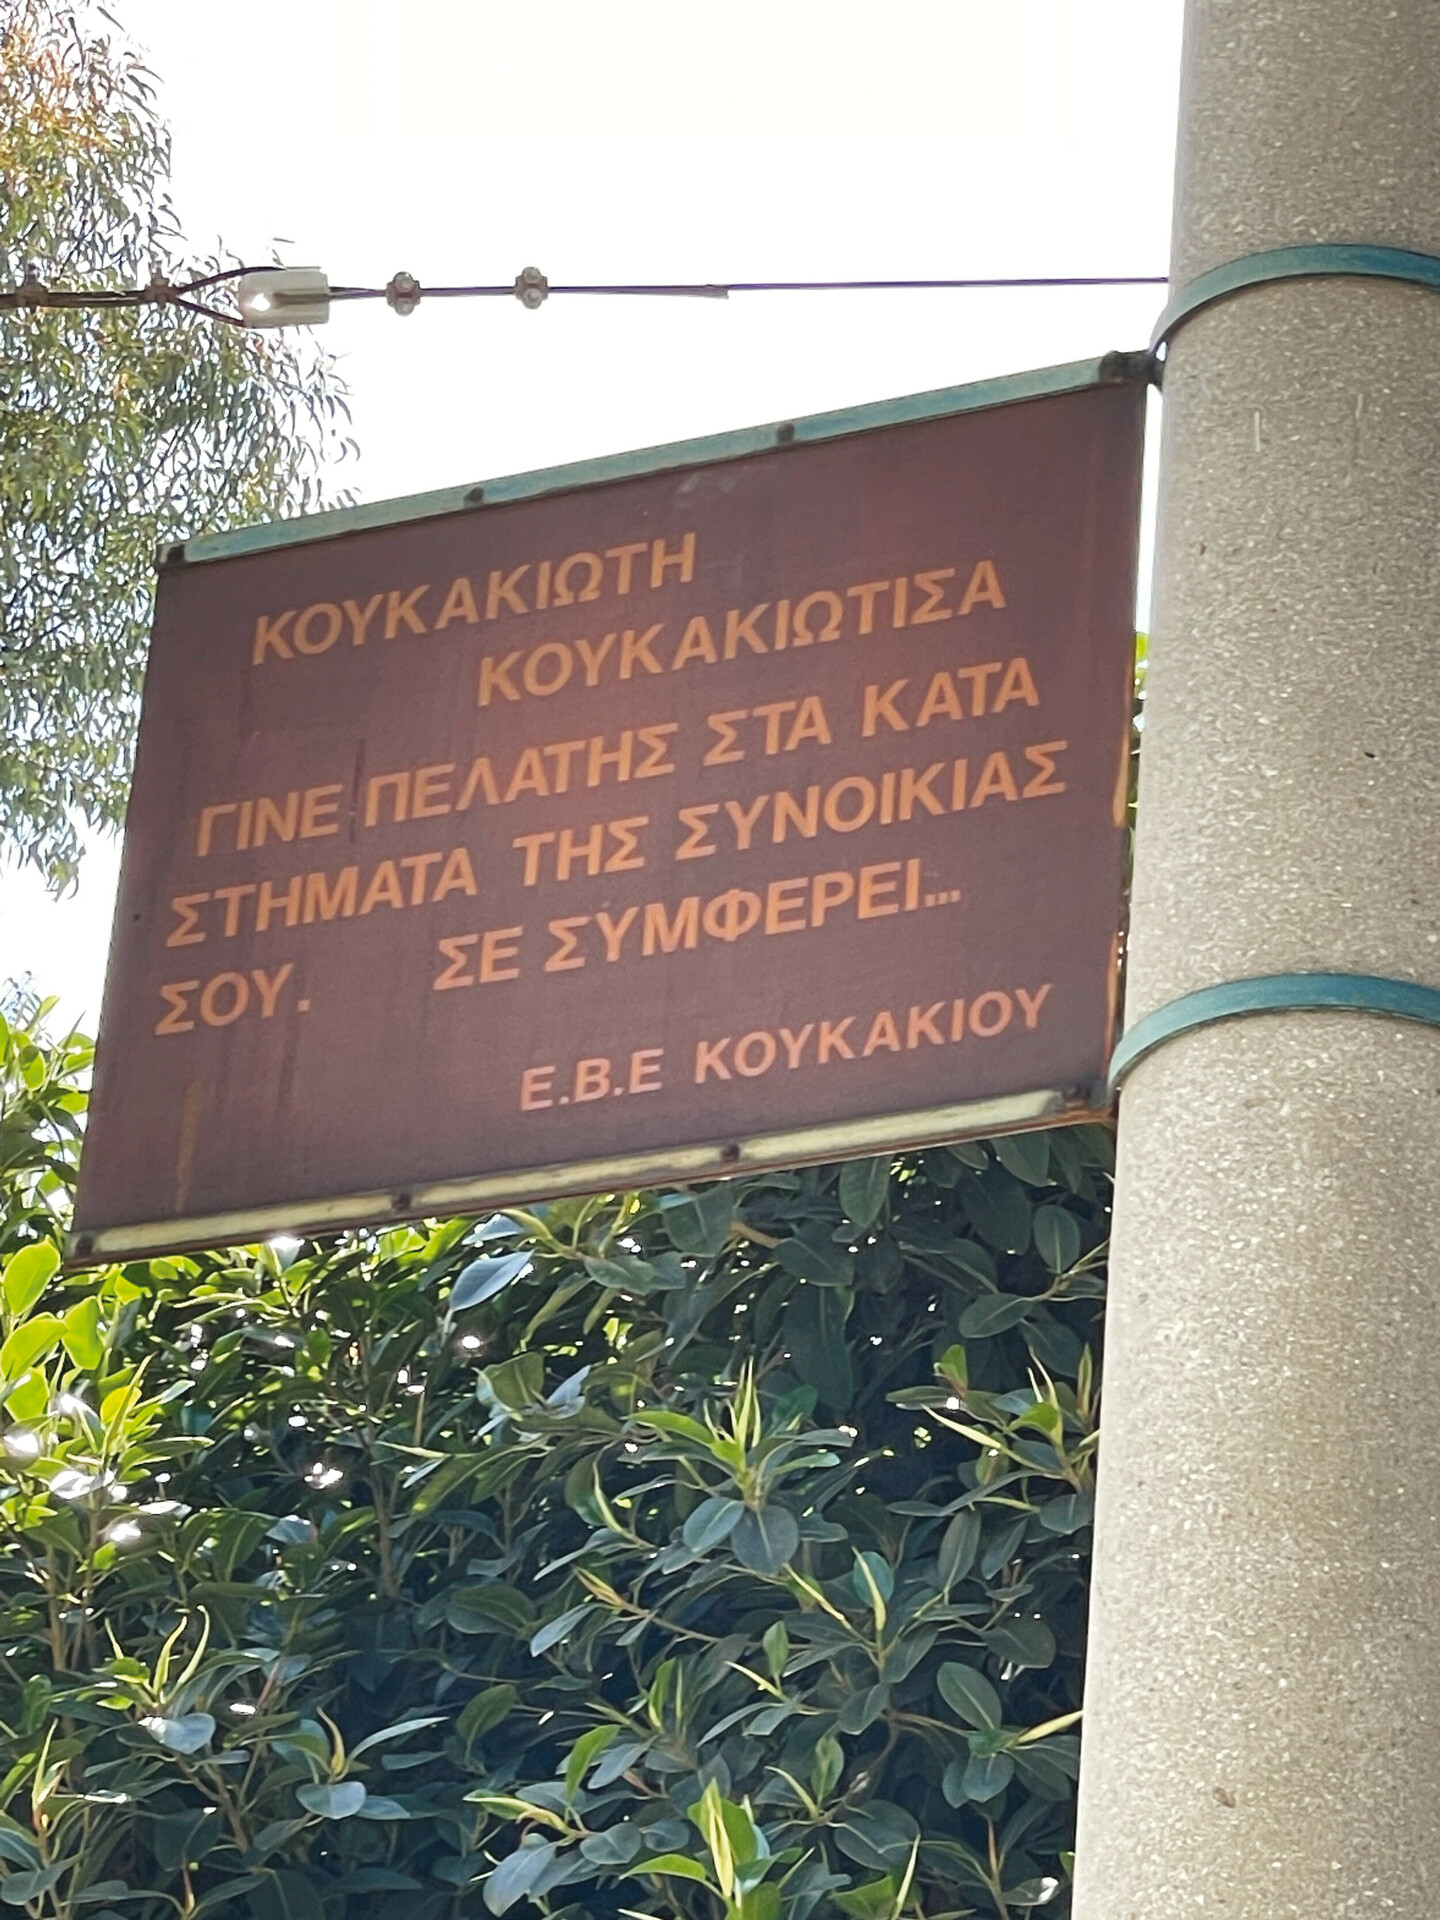 ΚΟΥΚΑΚΙΩΤΗ
ΚΟΥΚΑΚΙΩΤΙΣΑ
ΓΙΝΕ ΠΕΛΑΤΗΣ ΣΤΑ ΚΑΤΑ
ΣΤΗΜΑΤΑ ΤΗΣ ΣΥΝΟΙΚΙΑΣ
ΣΟΥ. ΣΕ ΣΥΜΦΕΡΕΙ...
Ε.Β.Ε ΚΟΥΚΑΚΙΟΥ